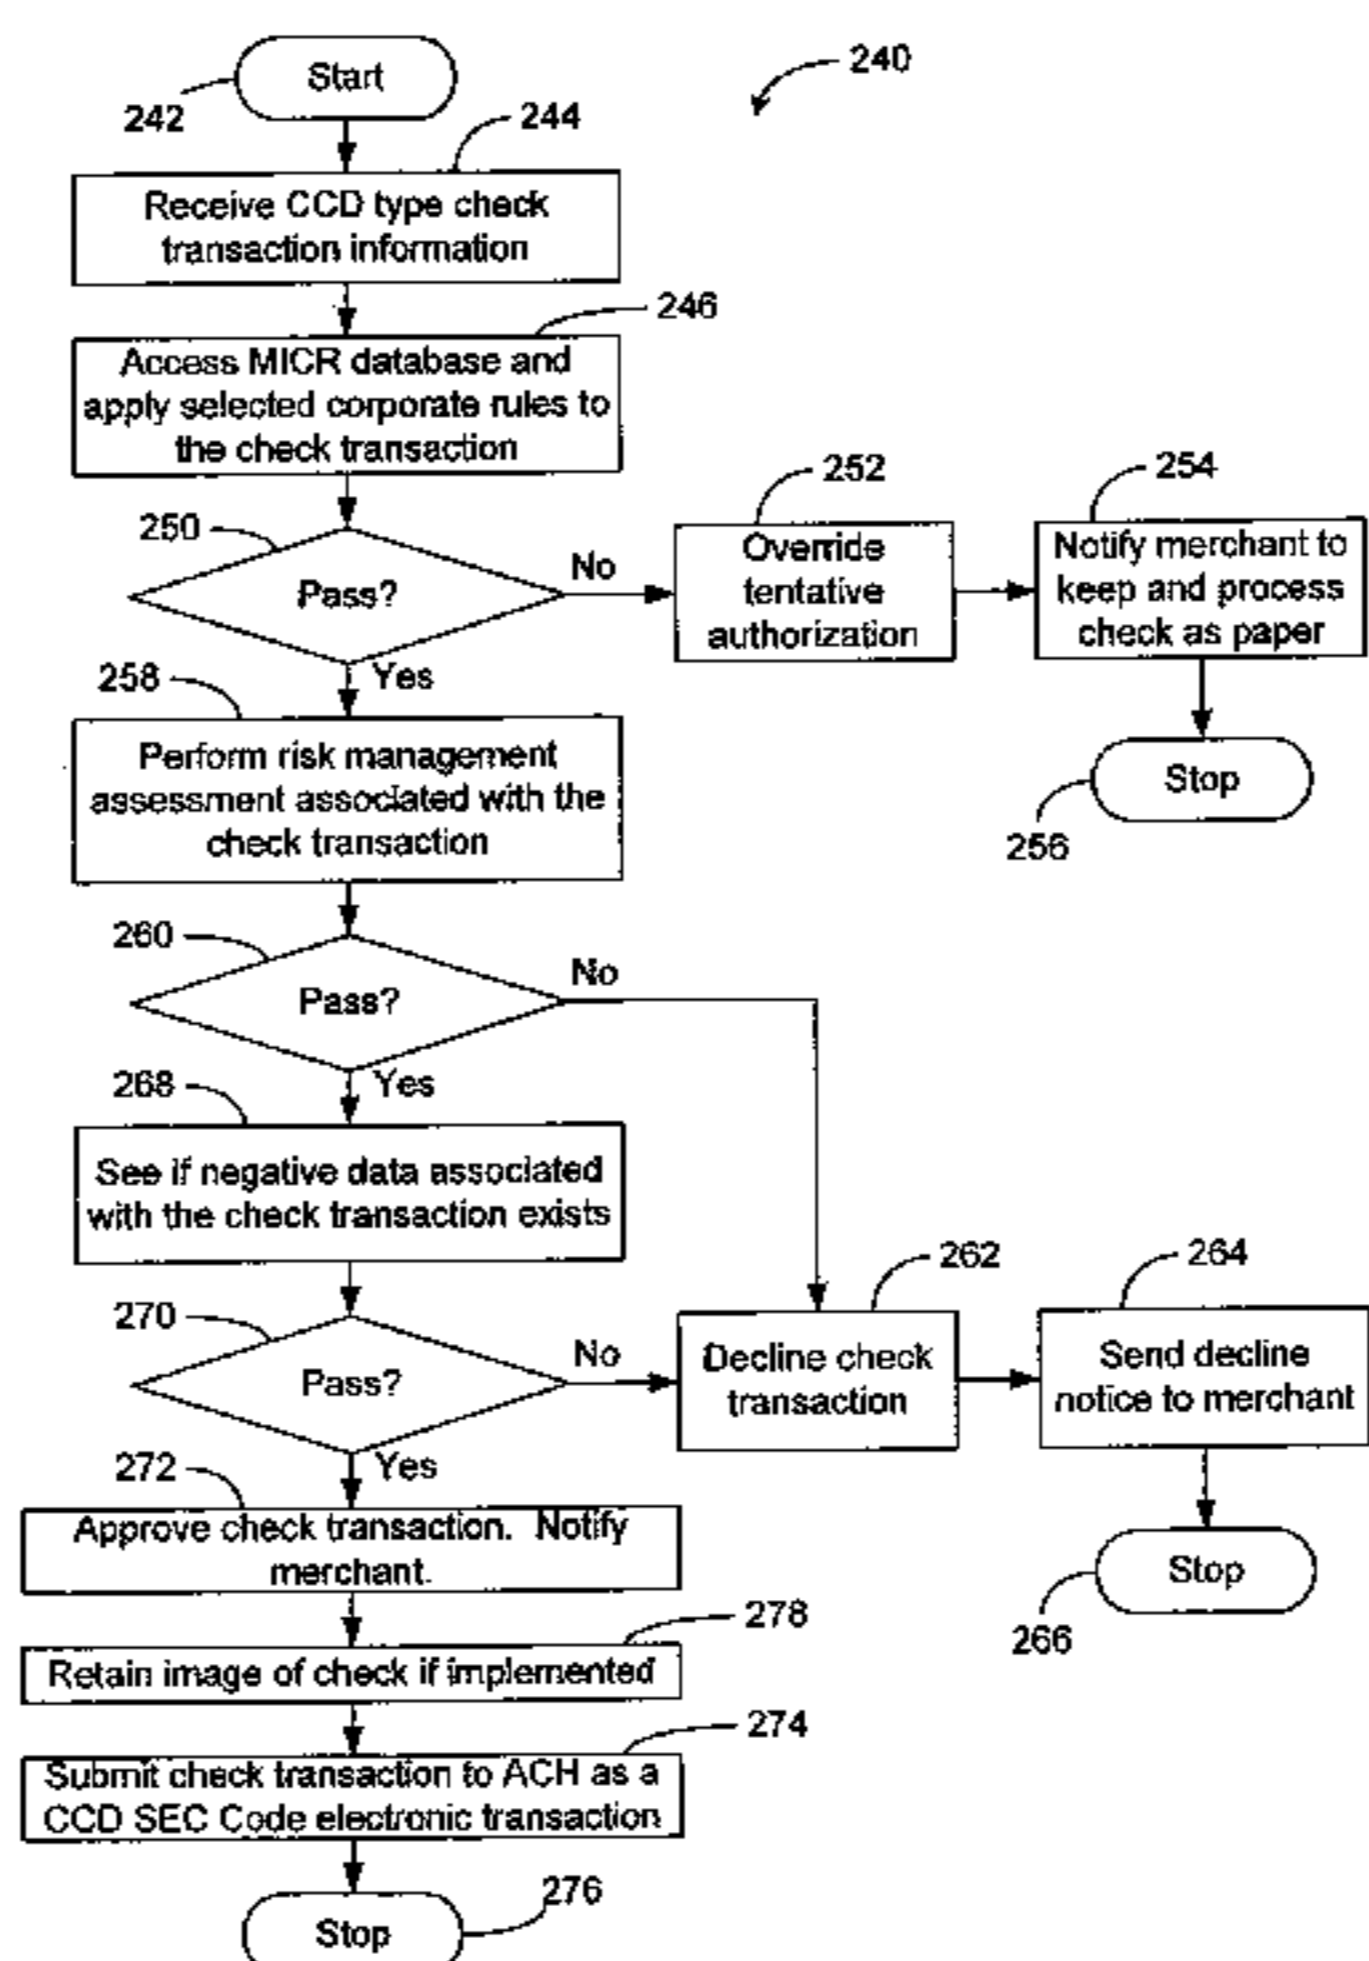 240
Start
242
244
Receive CCD type check
transaction information
246
Access MICR database and
apply selected corporate rules to
the check transaction
250
Pass?
No
252
Override
tentative
authorization
254
Notify merchant to
keep and process
check as paper
Yes
Stop
256
258
Perform risk management
assessment associated with the
check transaction
260
Pass?
No
Yes
268
See if negative data associated
with the check transaction exists
270
Pass?
No
262
Decline check
transaction
264
Send decline
notice to merchant
Yes
Stop
266
272
Approve check transaction. Notify
merchant.
278
Retain image of check if implemented
274
Submit check transaction to ACH as a
CCD SEC Code electronic transaction
276
Stop